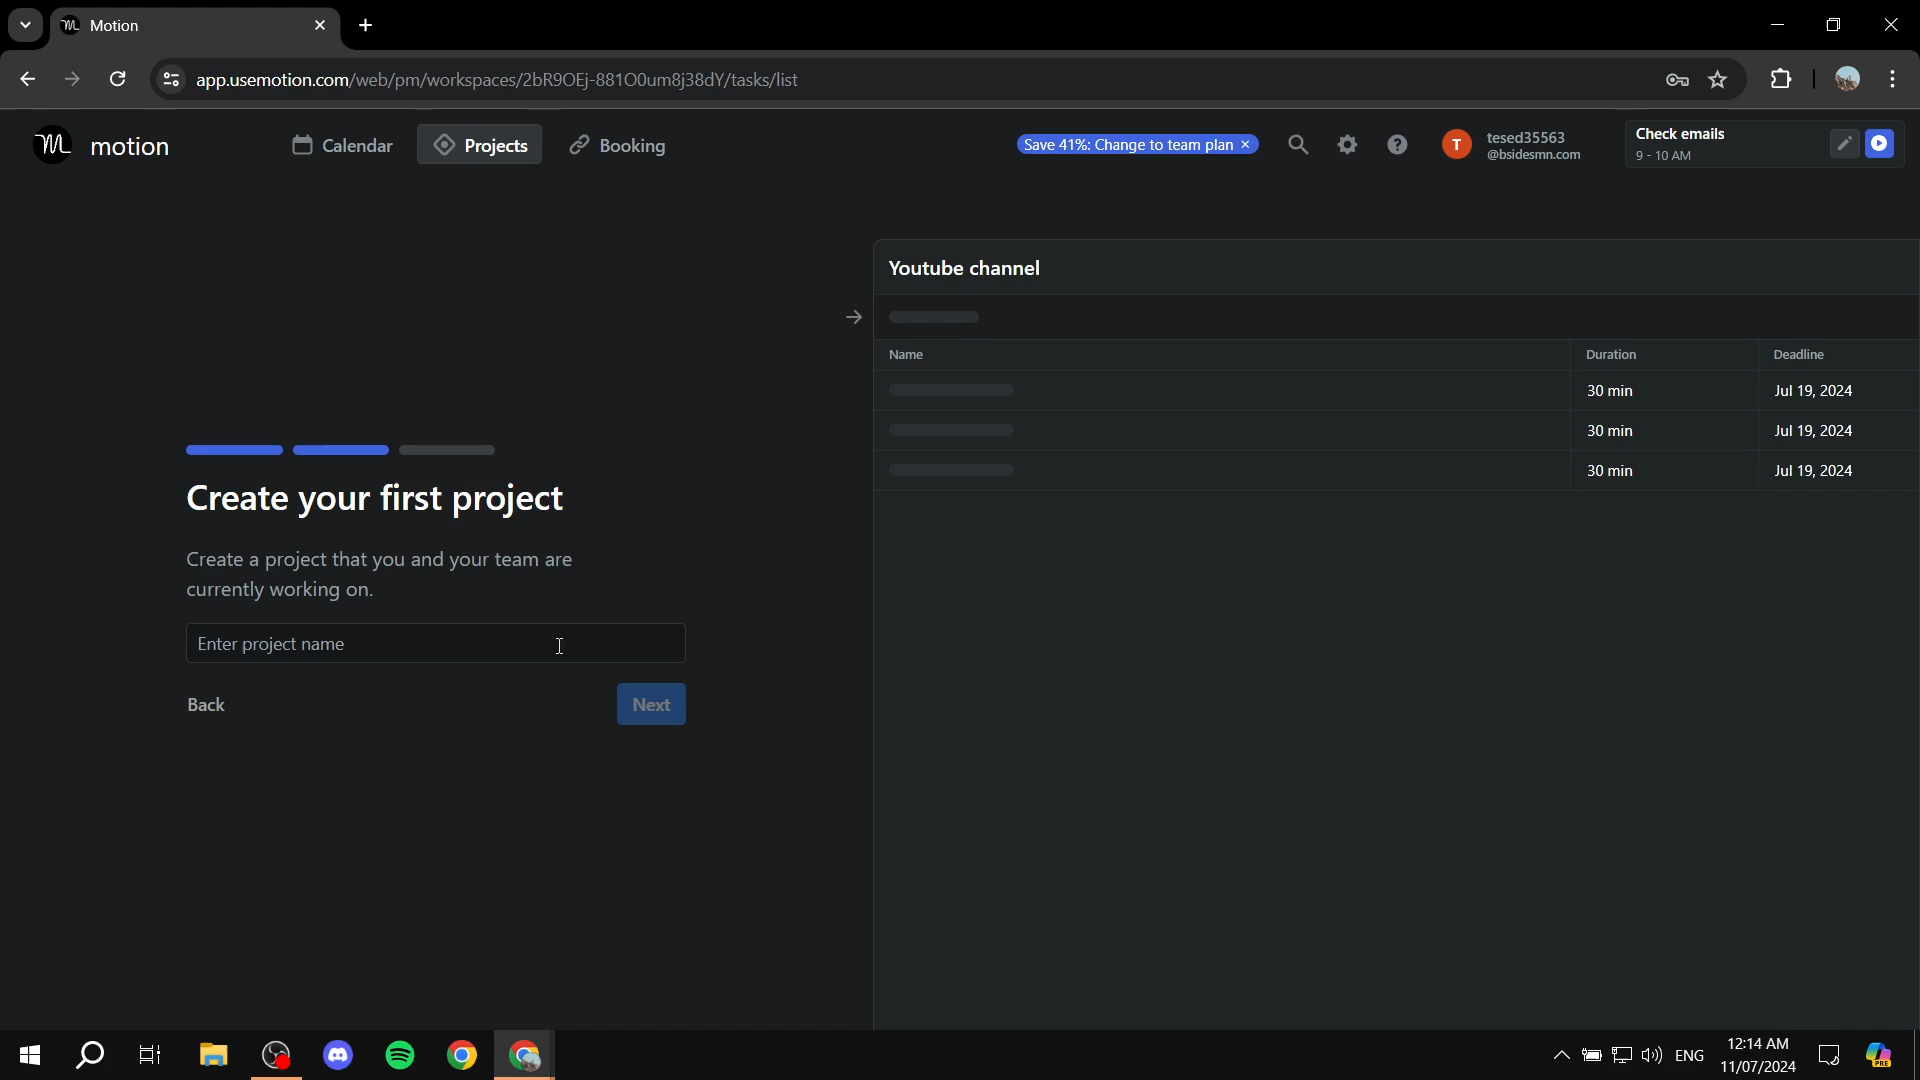 Motion
app.usemotion.com/web/pm/workspaces/2bR9OEj-881O0um8j38dY/tasks/list
motion
Calendar
Projects
Booking
Save 41%: Change to team plan ×
T
tesed35563
@bsidesmn.com
Check emails
9 - 10 AM
Create your first project
Create a project that you and your team are
currently working on.
Enter project name
Back
Next
Youtube channel
Name Duration Deadline
30 min Jul 19, 2024
30 min Jul 19, 2024
30 min Jul 19, 2024
ENG
12:14 AM
11/07/2024
PRE